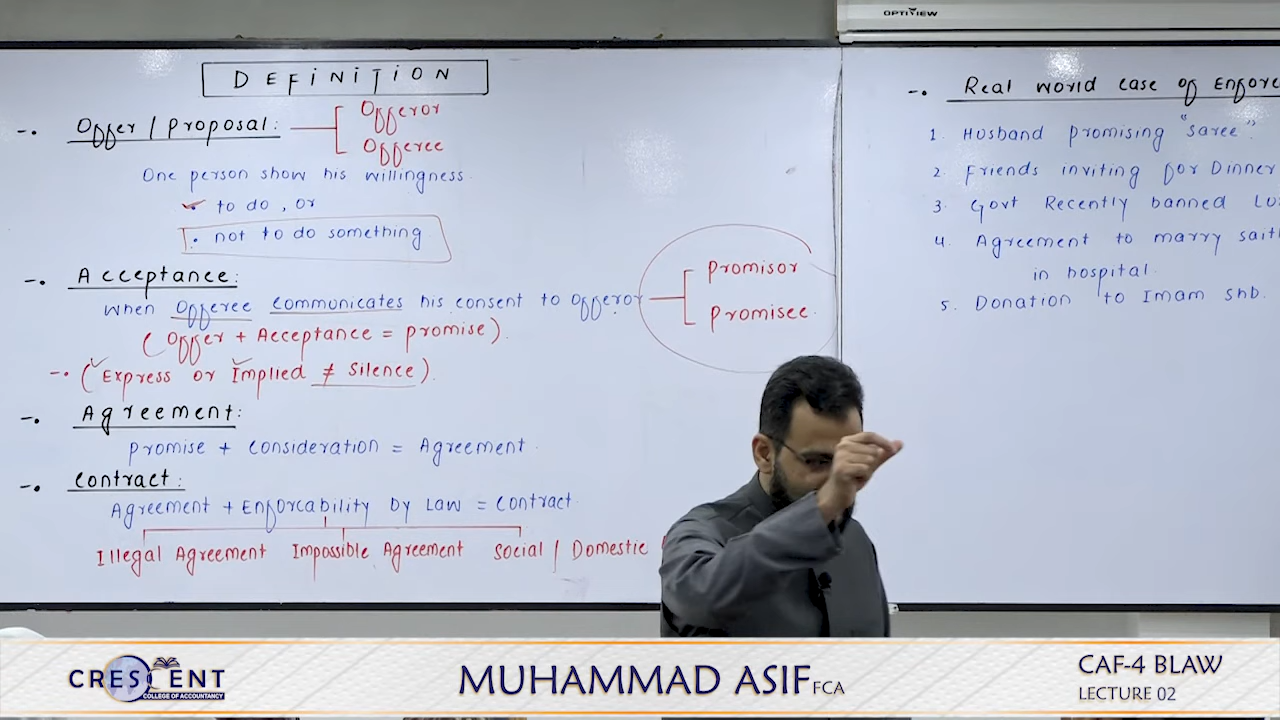 OPTIVIEW
DEFINITION
-. Offer / Proposal:
Offeror
Offeree
One person show his willingness.
to do, or
. not to do something
-. Acceptance:
When Offeree communicates his consent to Offeror
Promisor
Promisee.
(Offer + Acceptance = promise).
-. (Express or Implied ≠ Silence).
-. Agreement:
promise + consideration = Agreement.
-. Contract:
Agreement + Enforcability by Law = Contract.
Illegal Agreement Impossible Agreement Social / Domestic
-. Real world case of Enforce
1. Husband promising "saree".
2. Friends inviting for Dinner
3. Govt Recently banned
4. Agreement to marry
in hospital.
5. Donation to Imam shb.
CRESCENT
COLLEGE OF ACCOUNTANCY
MUHAMMAD ASIF FCA
CAF-4 BLAW
LECTURE 02